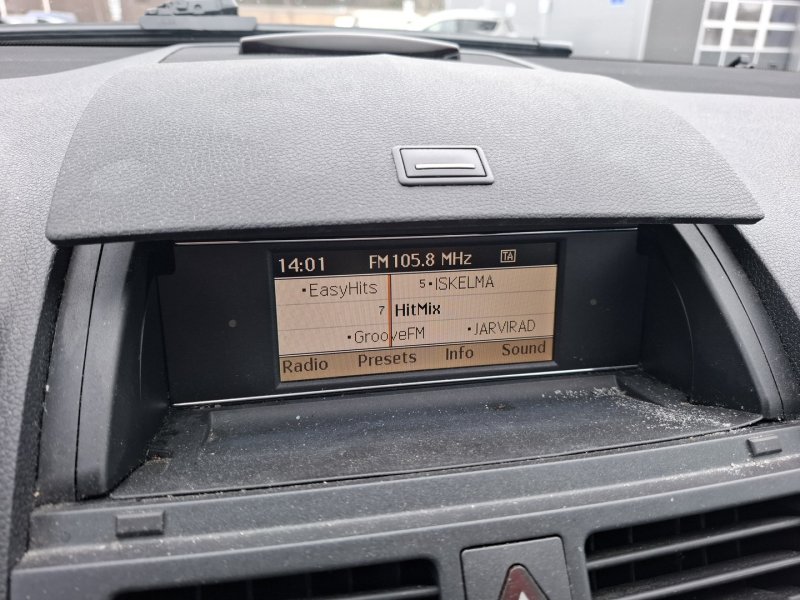 14:01 FM 105.8 MHz TA
•EasyHits 5•ISKELMA
7 HitMix
•GrooveFM •JARVIRAD
Radio Presets Info Sound